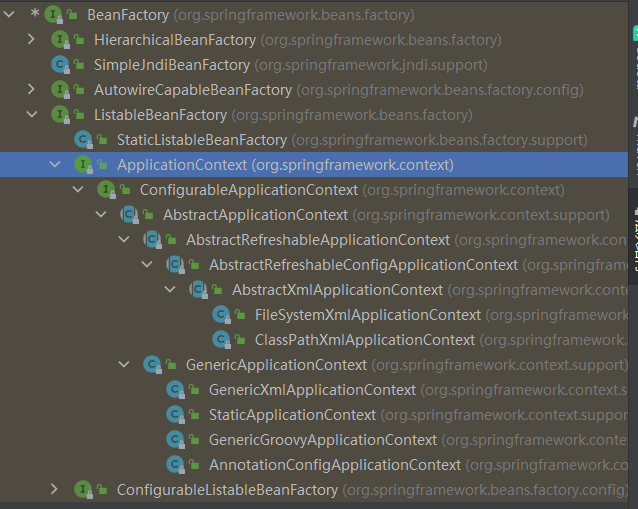 * BeanFactory (org.springframework.beans.factory)
HierarchicalBeanFactory (org.springframework.beans.factory)
SimpleJndiBeanFactory (org.springframework.jndi.support)
AutowireCapableBeanFactory (org.springframework.beans.factory.config)
ListableBeanFactory (org.springframework.beans.factory)
StaticListableBeanFactory (org.springframework.beans.factory.support)
ApplicationContext (org.springframework.context)
ConfigurableApplicationContext (org.springframework.context)
AbstractApplicationContext (org.springframework.context.support)
AbstractRefreshableApplicationContext (org.springframework.con
AbstractRefreshableConfigApplicationContext (org.springframew
AbstractXmlApplicationContext (org.springframework.context
FileSystemXmlApplicationContext (org.springframework
ClassPathXmlApplicationContext (org.springframework.
GenericApplicationContext (org.springframework.context.support)
GenericXmlApplicationContext (org.springframework.context.s
StaticApplicationContext (org.springframework.context.suppor
GenericGroovyApplicationContext (org.springframework.conte
AnnotationConfigApplicationContext (org.springframework.co
ConfigurableListableBeanFactory (org.springframework.beans.factory.config)